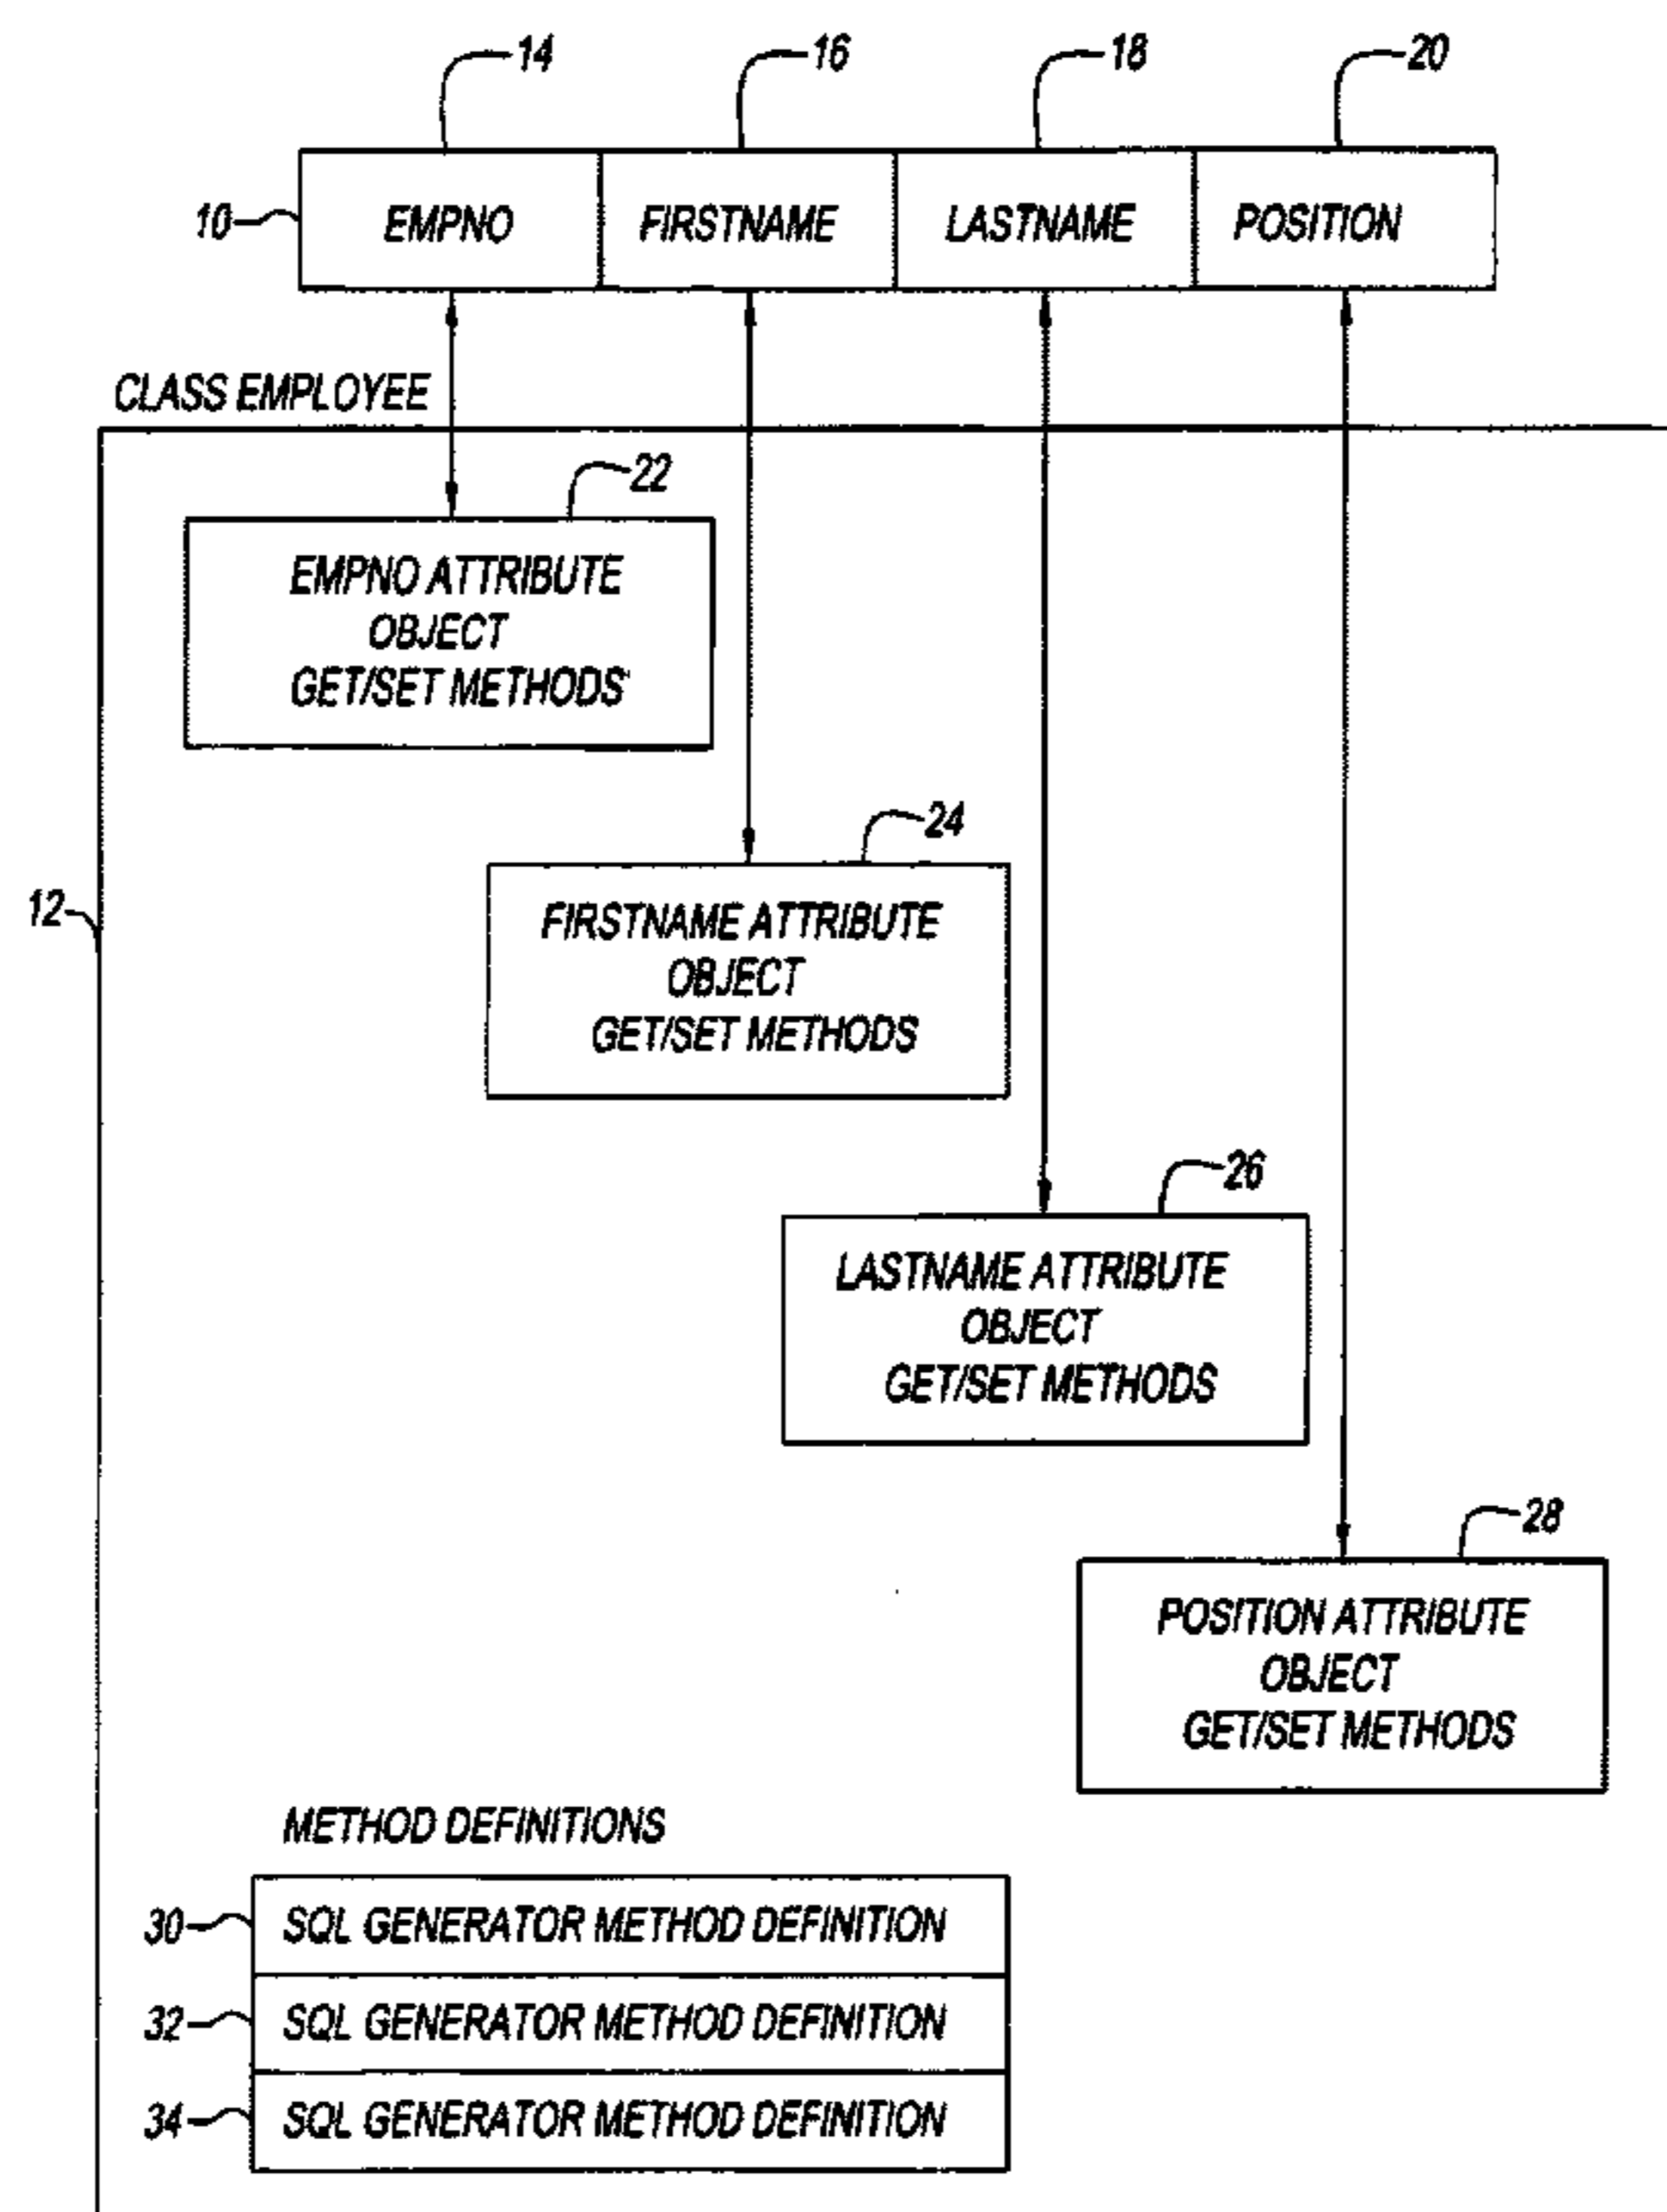 14 16 18 20
10 EMPNO FIRSTNAME LASTNAME POSITION
CLASS EMPLOYEE
22
EMPNO ATTRIBUTE
OBJECT
GET/SET METHODS
24
12
FIRSTNAME ATTRIBUTE
OBJECT
GET/SET METHODS
26
LASTNAME ATTRIBUTE
OBJECT
GET/SET METHODS
28
POSITION ATTRIBUTE
OBJECT
GET/SET METHODS
METHOD DEFINITIONS
30 SQL GENERATOR METHOD DEFINITION
32 SQL GENERATOR METHOD DEFINITION
34 SQL GENERATOR METHOD DEFINITION